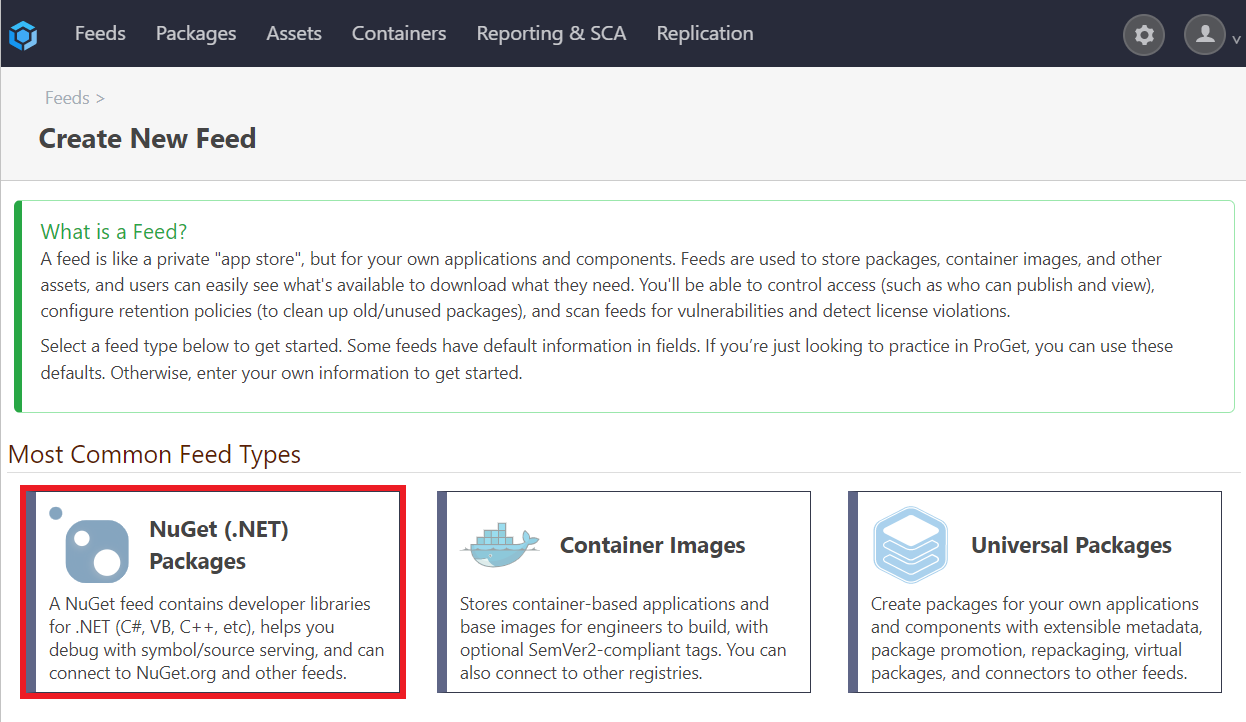 Feeds Packages Assets Containers Reporting & SCA Replication
Feeds >
Create New Feed
What is a Feed?
A feed is like a private "app store", but for your own applications and components. Feeds are used to store packages, container images, and other
assets, and users can easily see what's available to download what they need. You'll be able to control access (such as who can publish and view),
configure retention policies (to clean up old/unused packages), and scan feeds for vulnerabilities and detect license violations.
Select a feed type below to get started. Some feeds have default information in fields. If you’re just looking to practice in ProGet, you can use these
defaults. Otherwise, enter your own information to get started.
Most Common Feed Types
NuGet (.NET)
Packages
A NuGet feed contains developer libraries
for .NET (C#, VB, C++, etc), helps you
debug with symbol/source serving, and can
connect to NuGet.org and other feeds.
Container Images
Stores container-based applications and
base images for engineers to build, with
optional SemVer2-compliant tags. You can
also connect to other registries.
Universal Packages
Create packages for your own applications
and components with extensible metadata,
package promotion, repackaging, virtual
packages, and connectors to other feeds.